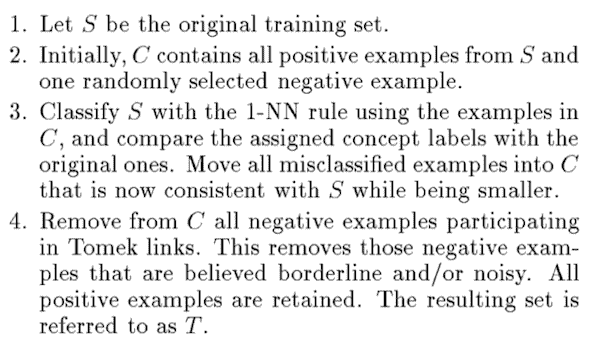 1. Let S be the original training set.
2. Initially, C contains all positive examples from S and
one randomly selected negative example.
3. Classify S with the 1-NN rule using the examples in
C, and compare the assigned concept labels with the
original ones. Move all misclassified examples into C
that is now consistent with S while being smaller.
4. Remove from C all negative examples participating
in Tomek links. This removes those negative exam-
ples that are believed borderline and/or noisy. All
positive examples are retained. The resulting set is
referred to as T.